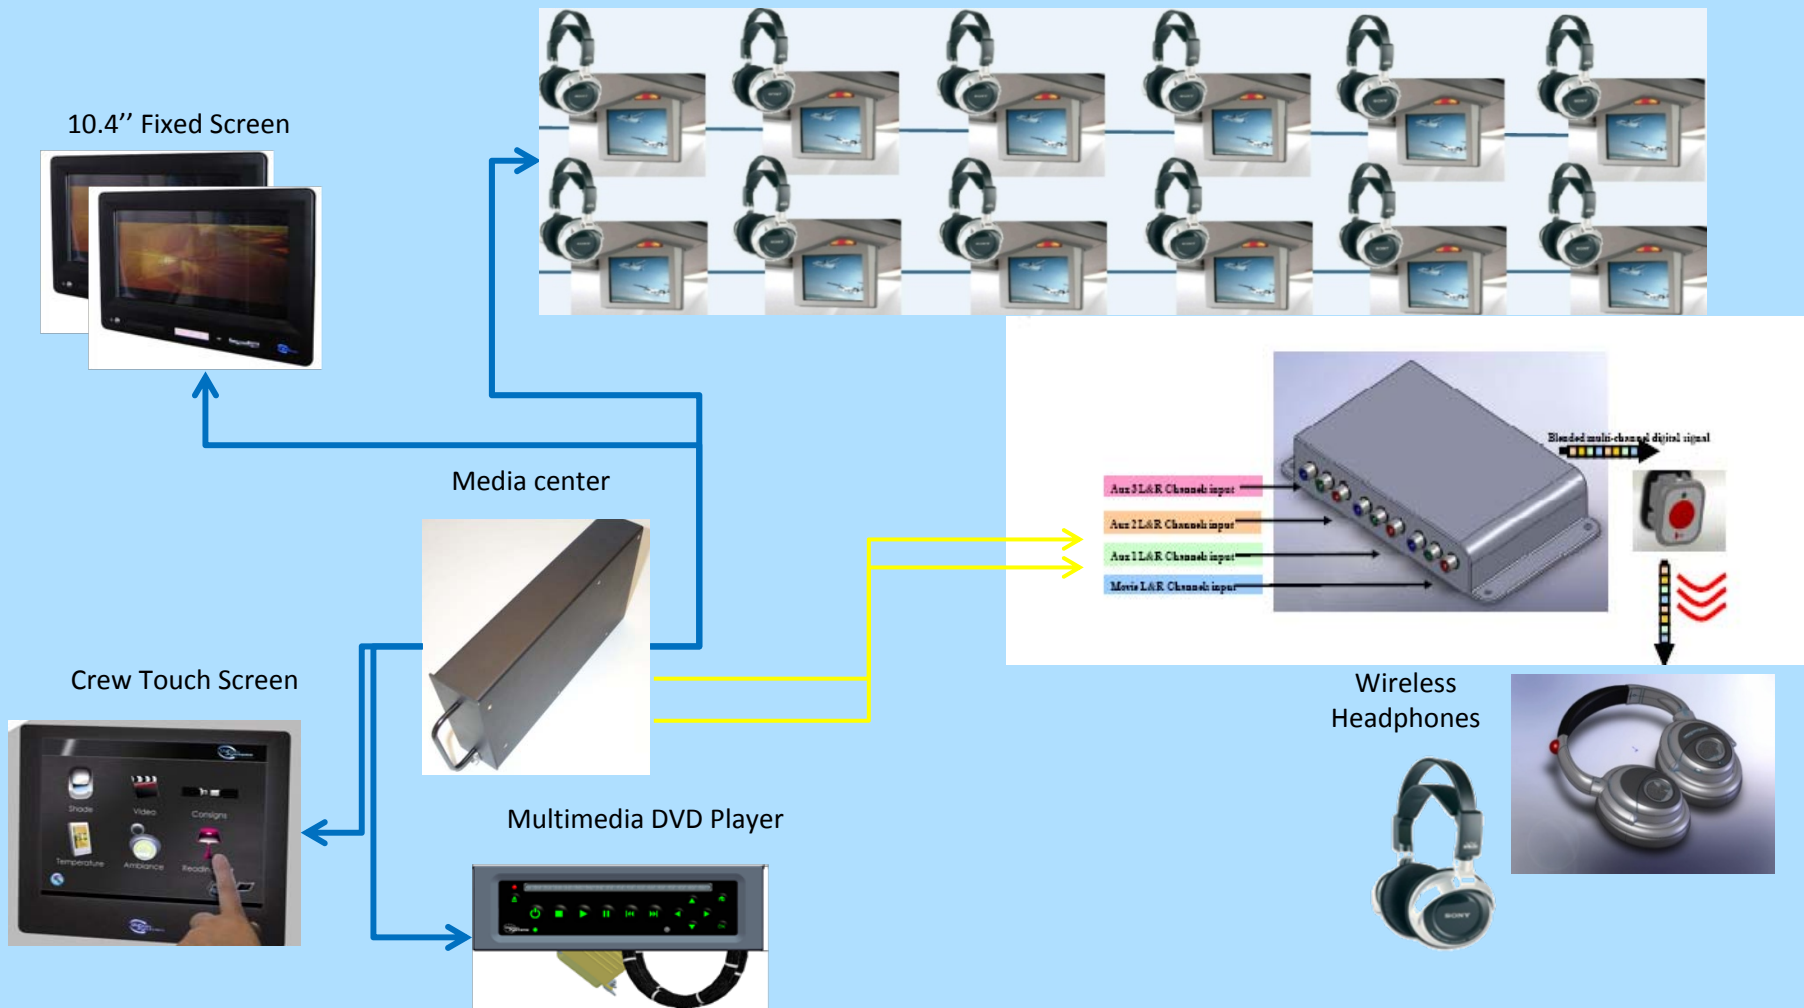 10.4’’ Fixed Screen
Media center
Blended multi-channel digital signal
Aux 3 L&R Channels input
Aux 2 L&R Channels input
Aux 1 L&R Channels input
Movie L&R Channels input
Crew Touch Screen
Shade
Video
Consigns
Temperature
Ambiance
Multimedia DVD Player
Wireless
Headphones
SONY